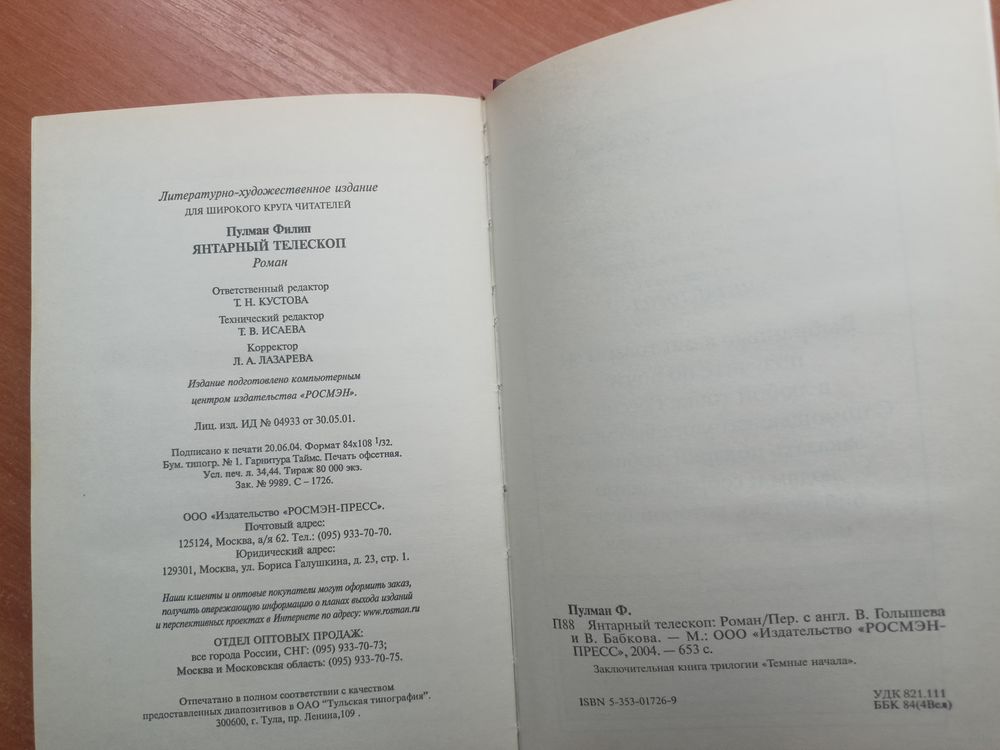 Литературно-художественное издание
ДЛЯ ШИРОКОГО КРУГА ЧИТАТЕЛЕЙ
Пулман Филип
ЯНТАРНЫЙ ТЕЛЕСКОП
Роман
Ответственный редактор
Т. Н. КУСТОВА
Технический редактор
Т. В. ИСАЕВА
Корректор
Л. А. ЛАЗАРЕВА
Издание подготовлено компьютерным
центром издательства «РОСМЭН».
Лиц. изд. ИД № 04933 от 30.05.01.
Подписано к печати 20.06.04. Формат 84х108 1/32.
Бум. типогр. № 1. Гарнитура Таймс. Печать офсетная.
Усл. печ. л. 34,44. Тираж 80 000 экз.
Зак. № 9989. С – 1726.
ООО «Издательство «РОСМЭН-ПРЕСС».
Почтовый адрес:
125124, Москва, а/я 62. Тел.: (095) 933-70-70.
Юридический адрес:
129301, Москва, ул. Бориса Галушкина, д. 23, стр. 1.
Наши клиенты и оптовые покупатели могут оформить заказ,
получить опережающую информацию о планах выхода изданий
и перспективных проектах в Интернете по адресу: www.rosman.ru
ОТДЕЛ ОПТОВЫХ ПРОДАЖ:
все города России, СНГ: (095) 933-70-73;
Москва и Московская область: (095) 933-70-75.
Отпечатано в полном соответствии с качеством
предоставленных диапозитивов в ОАО "Тульская типография".
300600, г. Тула, пр. Ленина,109 .
Пулман Ф.
П88 Янтарный телескоп: Роман/Пер. с англ. В. Голышева
и В. Бабкова. — М.: ООО «Издательство «РОСМЭН-
ПРЕСС», 2004. — 653 с.
Заключительная книга трилогии «Темные начала».
ISBN 5-353-01726-9
УДК 821.111
ББК 84(4Вел)